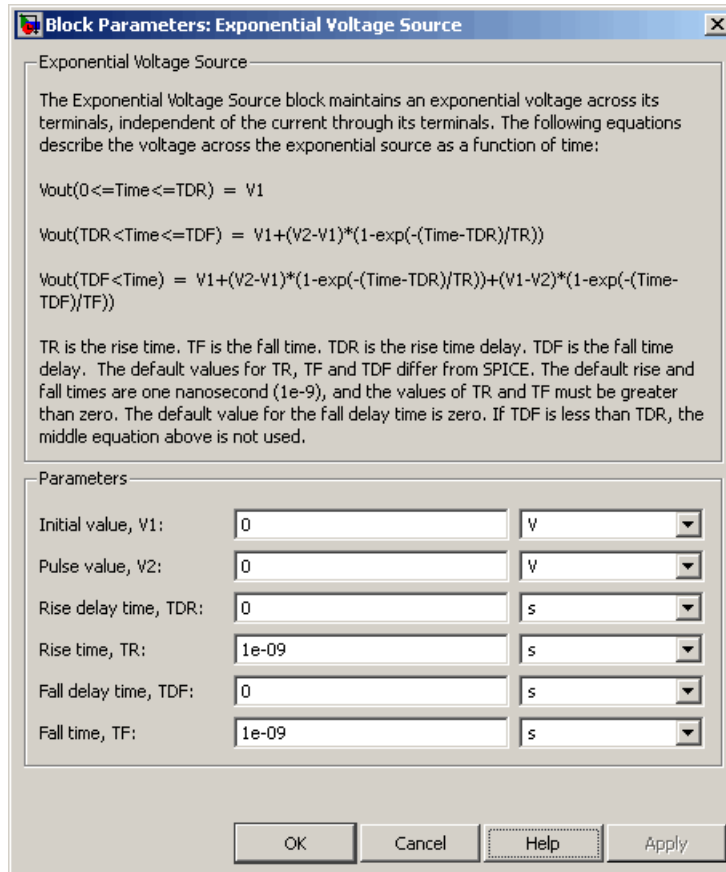 Block Parameters: Exponential Voltage Source
Exponential Voltage Source
The Exponential Voltage Source block maintains an exponential voltage across its
terminals, independent of the current through its terminals. The following equations
describe the voltage across the exponential source as a function of time:
Vout(0<=Time<=TDR) = V1
Vout(TDR<Time<=TDF) = V1+(V2-V1)*(1-exp(-(Time-TDR)/TR))
Vout(TDF<Time) = V1+(V2-V1)*(1-exp(-(Time-TDR)/TR))+(V1-V2)*(1-exp(-(Time-
TDF)/TF))
TR is the rise time. TF is the fall time. TDR is the rise time delay. TDF is the fall time
delay. The default values for TR, TF and TDF differ from SPICE. The default rise and
fall times are one nanosecond (1e-9), and the values of TR and TF must be greater
than zero. The default value for the fall delay time is zero. If TDF is less than TDR, the
middle equation above is not used.
Parameters
Initial value, V1: 0 V
Pulse value, V2: 0 V
Rise delay time, TDR: 0 s
Rise time, TR: 1e-09 s
Fall delay time, TDF: 0 s
Fall time, TF: 1e-09 s
OK Cancel Help Apply